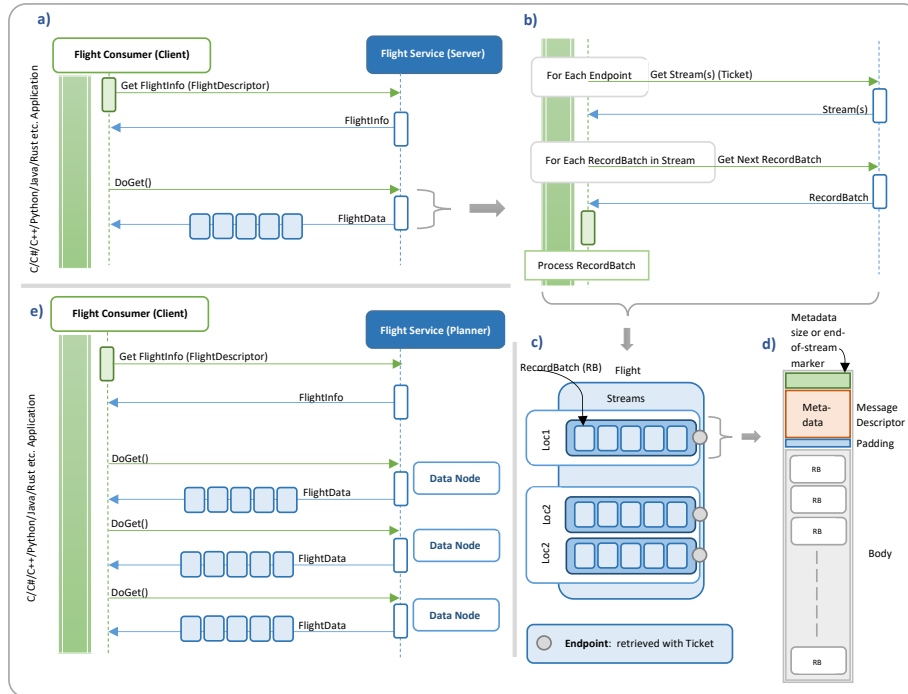 a)
Flight Consumer (Client)
Flight Service (Server)
C/C#/C++/Python/Java/Rust etc. Application
Get FlightInfo (FlightDescriptor)
FlightInfo
DoGet()
FlightData
b)
For Each Endpoint
Get Stream(s) (Ticket)
Stream(s)
For Each RecordBatch in Stream
Get Next RecordBatch
RecordBatch
Process RecordBatch
e)
Flight Consumer (Client)
Flight Service (Planner)
C/C#/C++/Python/Java/Rust etc. Application
Get FlightInfo (FlightDescriptor)
FlightInfo
DoGet()
Data Node
FlightData
DoGet()
Data Node
FlightData
DoGet()
Data Node
FlightData
c)
RecordBatch (RB)
Flight
Streams
Loc1
Loc2
Loc2
Endpoint: retrieved with Ticket
d)
Metadata
size or end-
of-stream
marker
Meta-
data
Message
Descriptor
Padding
RB
RB
RB
Body
RB